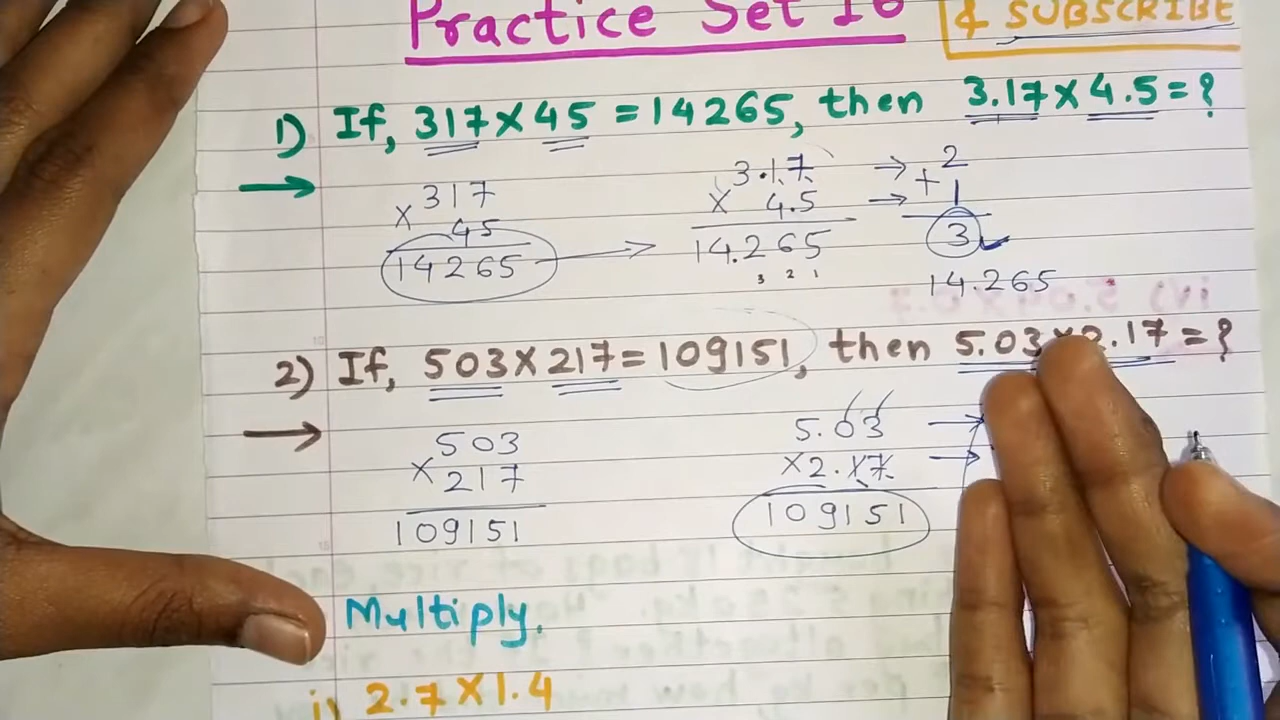 Practice Set 16
& SUBSCRIBE
1) If, 317 × 45 = 14265, then 3.17 × 4.5 = ?
317
× 45
14265
3.17
× 4.5
14.265
3 2 1
2
+ 1
3
14.265
2) If, 503 × 217 = 109151, then 5.03 × 2.17 = ?
503
× 217
109151
5.03
× 2.17
109151
Multiply.
i) 2.7 × 1.4